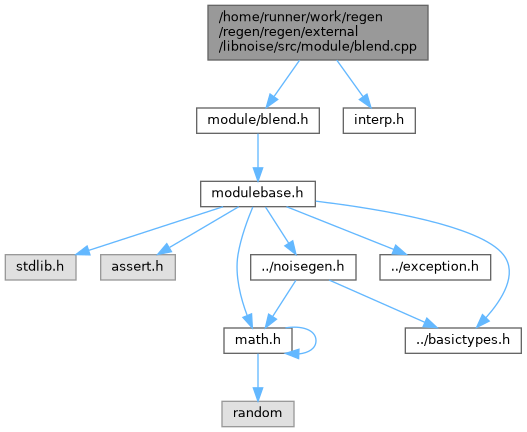 /home/runner/work/regen
/regen/regen/external
/libnoise/src/module/blend.cpp
module/blend.h
interp.h
modulebase.h
stdlib.h
assert.h
../noisegen.h
../exception.h
math.h
../basictypes.h
random